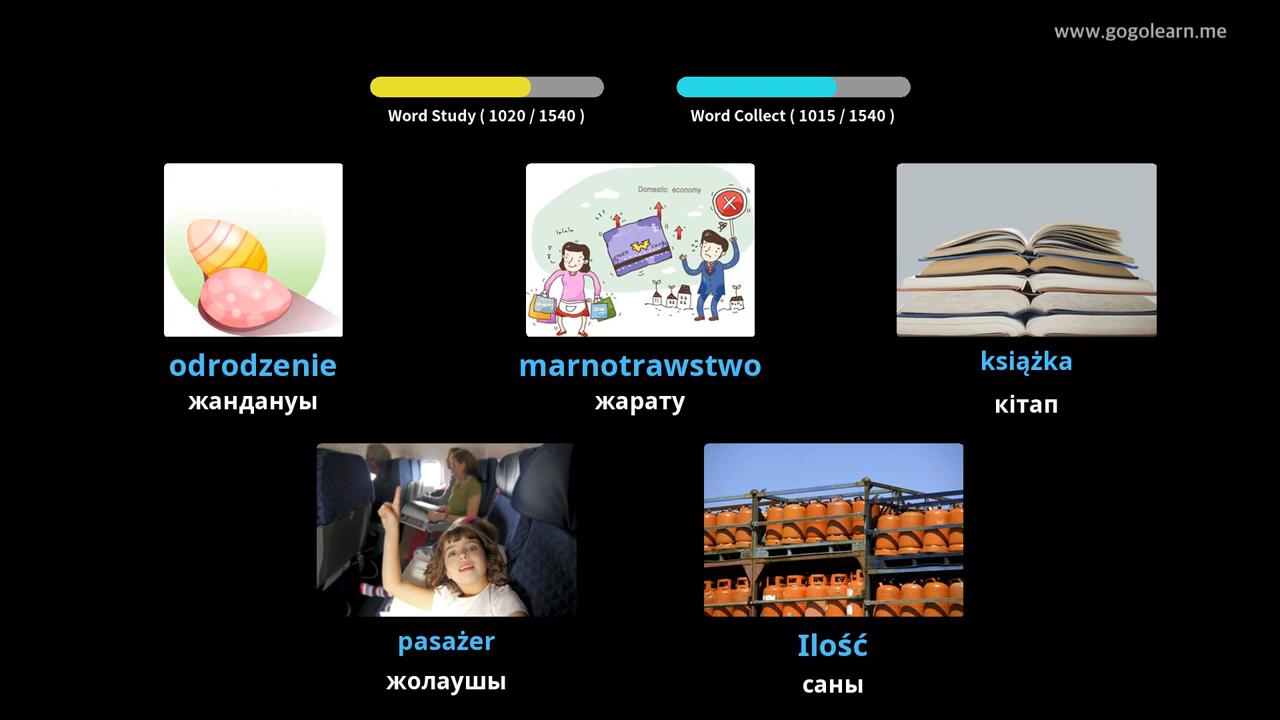 www.gogolearn.me
Word Study ( 1020 / 1540 )
Word Collect ( 1015 / 1540 )
Domestic economy
lalala
odrodzenie
жандануы
marnotrawstwo
жарату
książka
кітап
pasażer
жолаушы
Ilość
саны